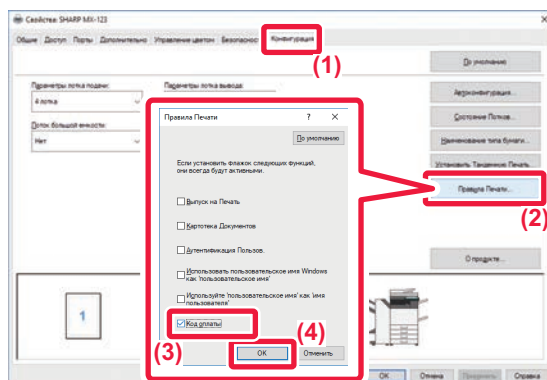 Свойства: SHARP MX-123
Общие Доступ Порты Дополнительно Управление цветом Безопасность Конфигурация
(1)
По умолчанию
Параметры лотка подачи:
Параметры лотка вывода:
4 лотка
Автоконфигурация...
Лоток большой емкости:
Состояние Лотков...
Нет
Наименование типа бумаги...
Установить Тандемную Печать...
Правила Печати...
(2)
О продукте...
Правила Печати
? ×
По умолчанию
Если установить флажок следующих функций,
они всегда будут активными.
Выпуск на Печать
Картотека Документов
Аутентификация Пользов.
Использовать пользовательское имя Windows
как 'пользовательское имя'
Используйте 'пользовательское имя' как 'имя
пользователя'
Код оплаты
(3)
(4)
OK
Отменить
1
OK Отмена Применить Справка